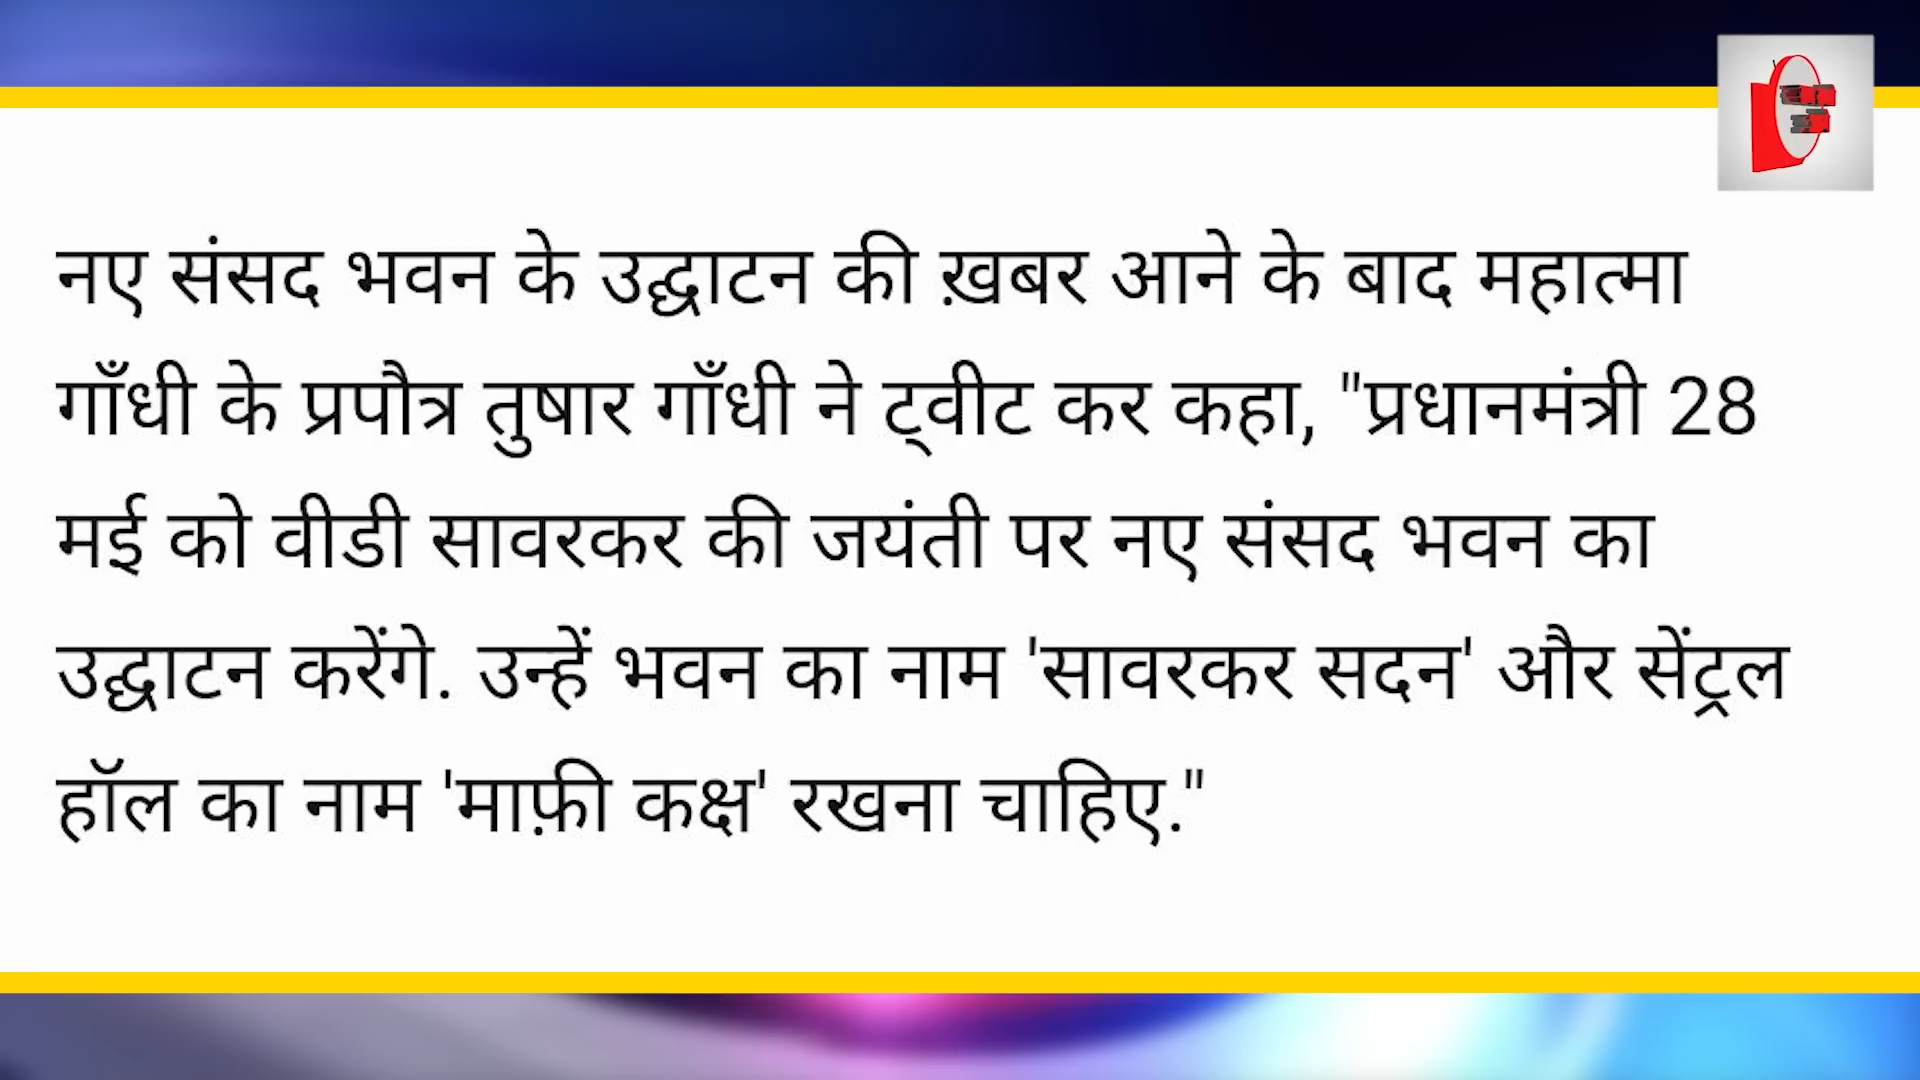 नए संसद भवन के उद्घाटन की ख़बर आने के बाद महात्मा
गाँधी के प्रपौत्र तुषार गाँधी ने ट्वीट कर कहा, "प्रधानमंत्री 28
मई को वीडी सावरकर की जयंती पर नए संसद भवन का
उद्घाटन करेंगे. उन्हें भवन का नाम 'सावरकर सदन' और सेंट्रल
हॉल का नाम 'माफ़ी कक्ष' रखना चाहिए."